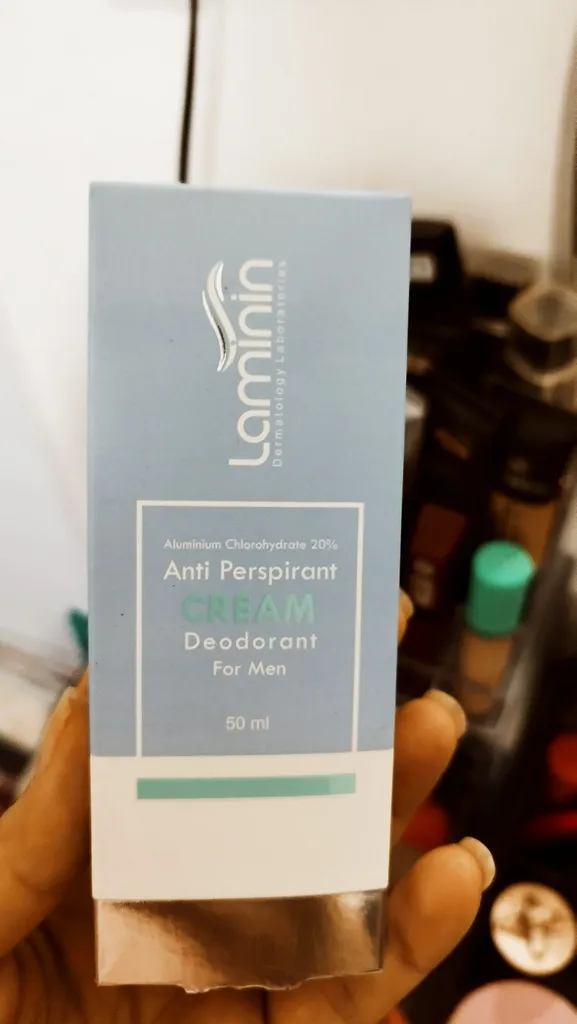 Laminin
Dermatology Laboratories
Aluminium Chlorohydrate 20%
Anti Perspirant
CREAM
Deodorant
For Men
50 ml